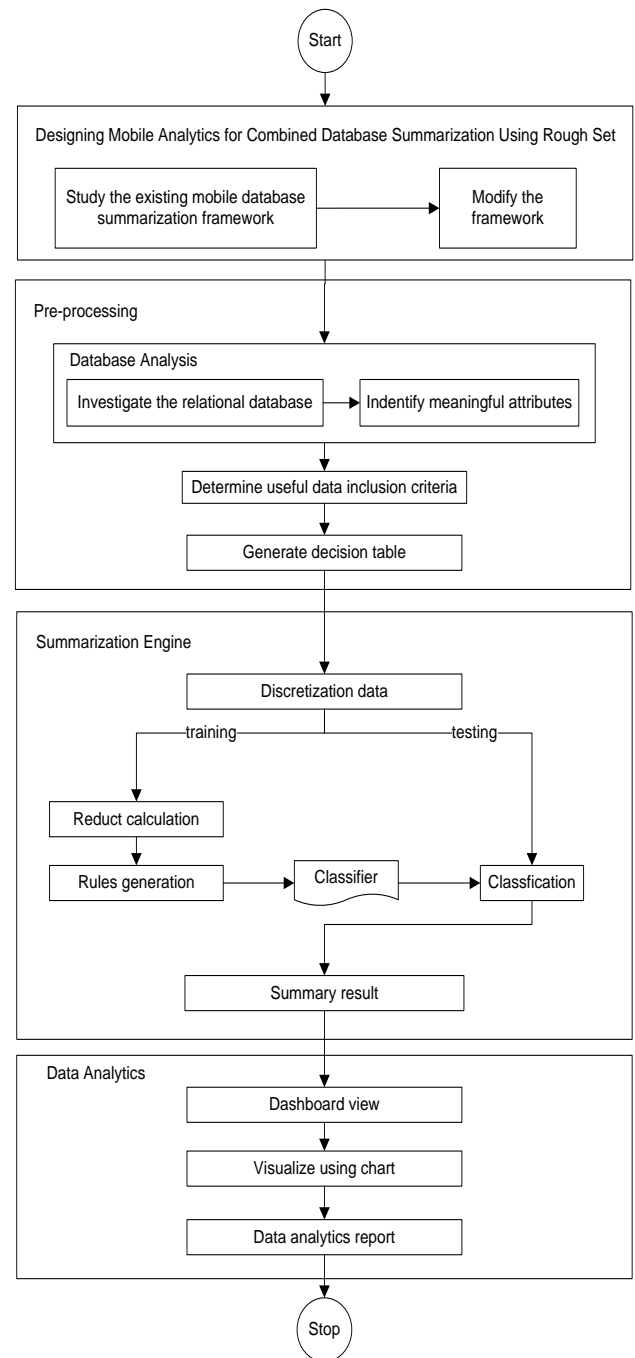 Start
Designing Mobile Analytics for Combined Database Summarization Using Rough Set
Study the existing mobile database
summarization framework
Modify the
framework
Pre-processing
Database Analysis
Investigate the relational database
Indentify meaningful attributes
Determine useful data inclusion criteria
Generate decision table
Summarization Engine
Discretization data
training
testing
Reduct calculation
Rules generation
Classifier
Classfication
Summary result
Data Analytics
Dashboard view
Visualize using chart
Data analytics report
Stop